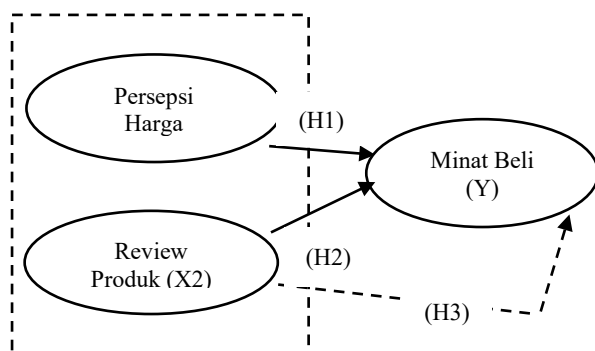 Persepsi
Harga
(H1)
Minat Beli
(Y)
Review
Produk (X2)
(H2)
(H3)